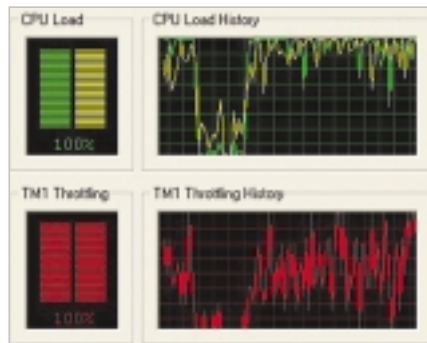 CPU Load
CPU Load History
100%
TM1 Throttling
TM1 Throttling History
100%